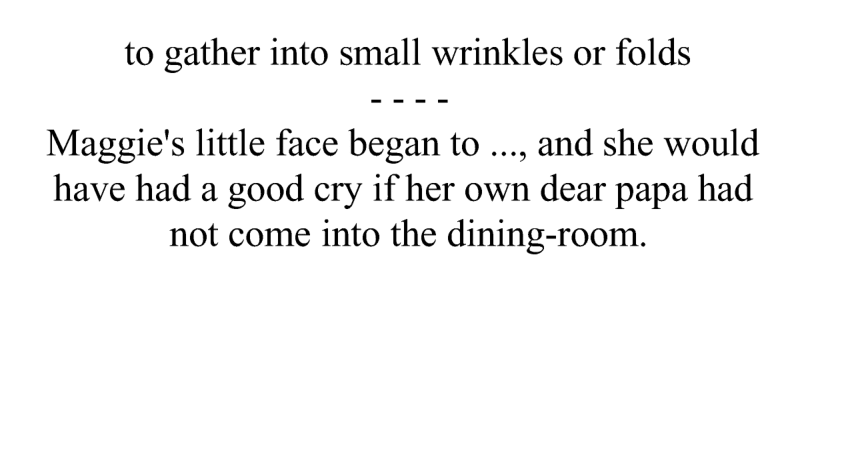 to gather into small wrinkles or folds
- - - -
Maggie's little face began to ..., and she would
have had a good cry if her own dear papa had
not come into the dining-room.